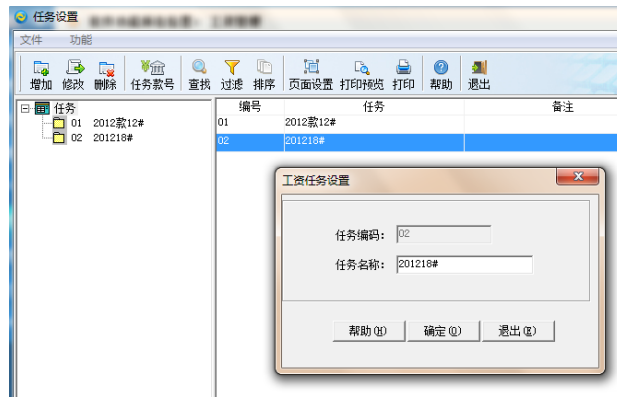 任务设置
文件 功能
增加 修改 删除 任务款号 查找 过滤 排序 页面设置 打印预览 打印 帮助 退出
任务
01 2012款12#
02 201218#
编号 任务 备注
01 2012款12#
02 201218#
工资任务设置
任务编码: 02
任务名称: 201218#
帮助(H) 确定(O) 退出(E)